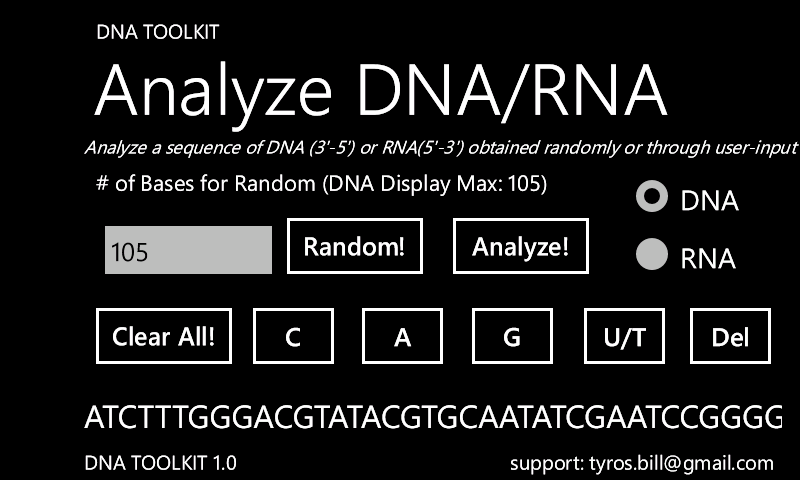 DNA TOOLKIT
Analyze DNA/RNA
Analyze a sequence of DNA (3'-5') or RNA(5'-3') obtained randomly or through user-input
# of Bases for Random (DNA Display Max: 105)
DNA
105 Random! Analyze!
RNA
Clear All! C A G U/T Del
ATCTTTGGGACGTATACGTGCAATATCGAATCCGGGG
DNA TOOLKIT 1.0 support: tyros.bill@gmail.com